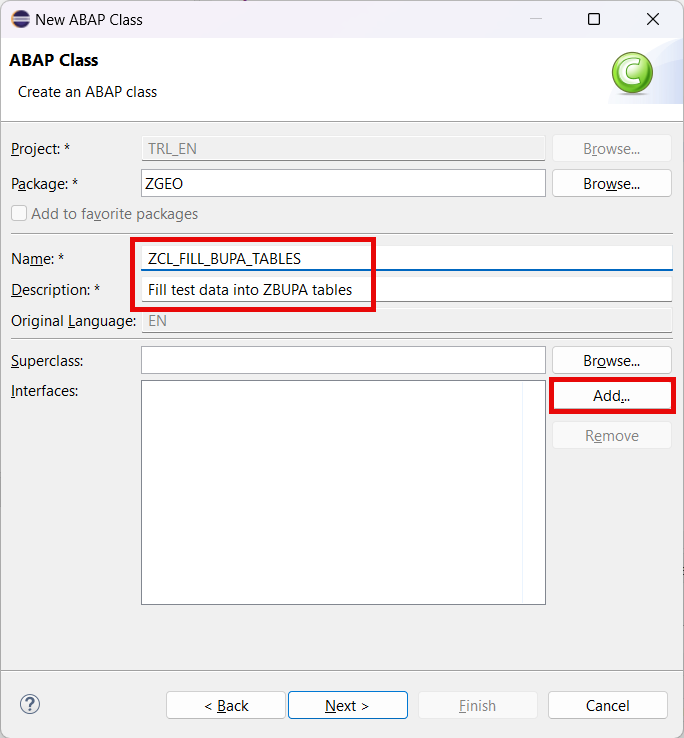 New ABAP Class
ABAP Class
Create an ABAP class
C
Project: * TRL_EN Browse...
Package: * ZGEO Browse...
Add to favorite packages
Name: * ZCL_FILL_BUPA_TABLES
Description: * Fill test data into ZBUPA tables
Original Language: EN
Superclass: Browse...
Interfaces: Add...
Remove
? < Back Next > Finish Cancel